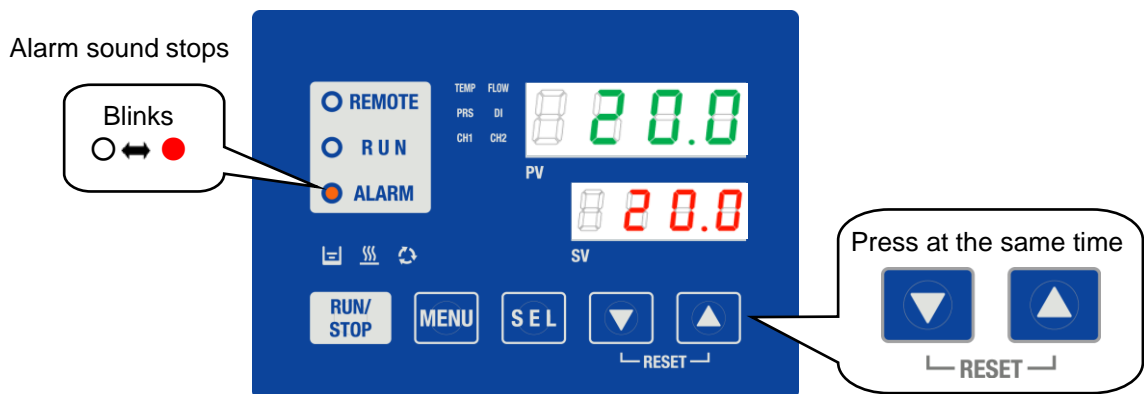 Alarm sound stops
Blinks
REMOTE
RUN
ALARM
TEMP FLOW
PRS DI
CH1 CH2
20.0
PV
20.0
SV
RUN/
STOP
MENU
SEL
RESET
Press at the same time
RESET